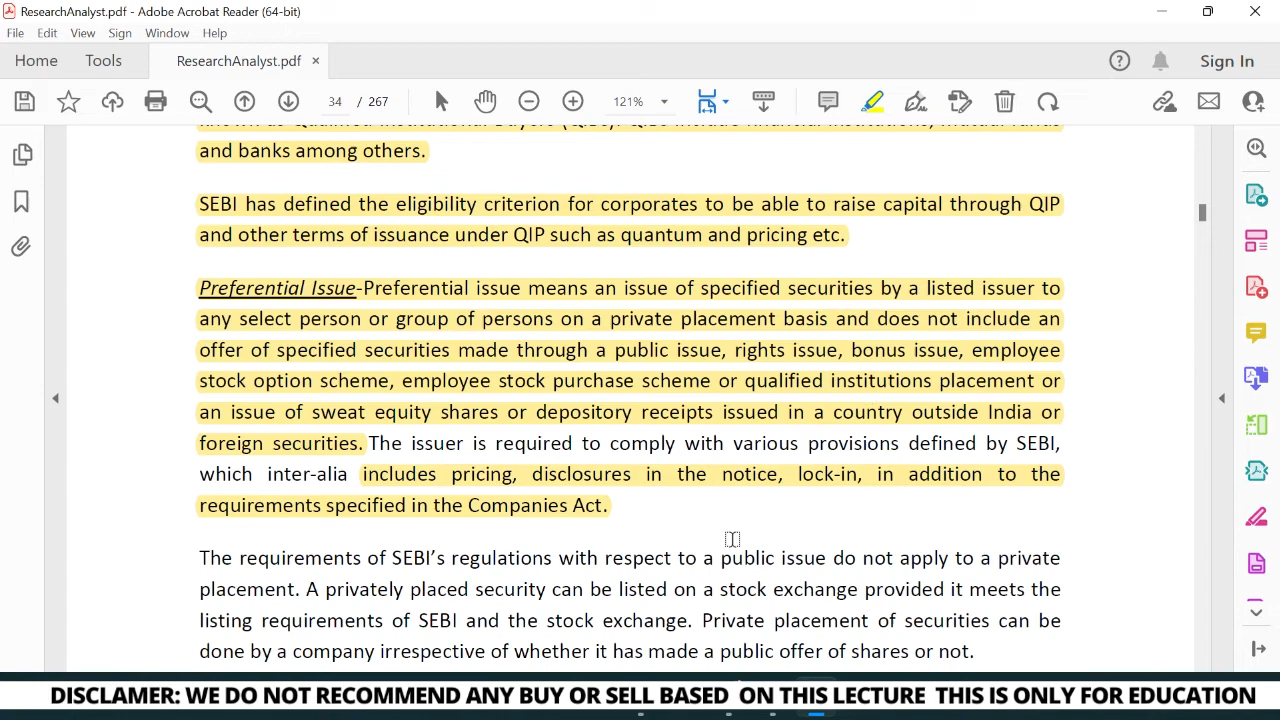 ResearchAnalyst.pdf - Adobe Acrobat Reader (64-bit)
File Edit View Sign Window Help
Home Tools ResearchAnalyst.pdf × Sign In
34 / 267 121%
known as Qualified Institutional Buyers (QIBs). QIBs include financial institutions, mutual funds
and banks among others.
SEBI has defined the eligibility criterion for corporates to be able to raise capital through QIP
and other terms of issuance under QIP such as quantum and pricing etc.
Preferential Issue-Preferential issue means an issue of specified securities by a listed issuer to
any select person or group of persons on a private placement basis and does not include an
offer of specified securities made through a public issue, rights issue, bonus issue, employee
stock option scheme, employee stock purchase scheme or qualified institutions placement or
an issue of sweat equity shares or depository receipts issued in a country outside India or
foreign securities. The issuer is required to comply with various provisions defined by SEBI,
which inter-alia includes pricing, disclosures in the notice, lock-in, in addition to the
requirements specified in the Companies Act.
The requirements of SEBI’s regulations with respect to a public issue do not apply to a private
placement. A privately placed security can be listed on a stock exchange provided it meets the
listing requirements of SEBI and the stock exchange. Private placement of securities can be
done by a company irrespective of whether it has made a public offer of shares or not.
DISCLAMER: WE DO NOT RECOMMEND ANY BUY OR SELL BASED ON THIS LECTURE THIS IS ONLY FOR EDUCATION